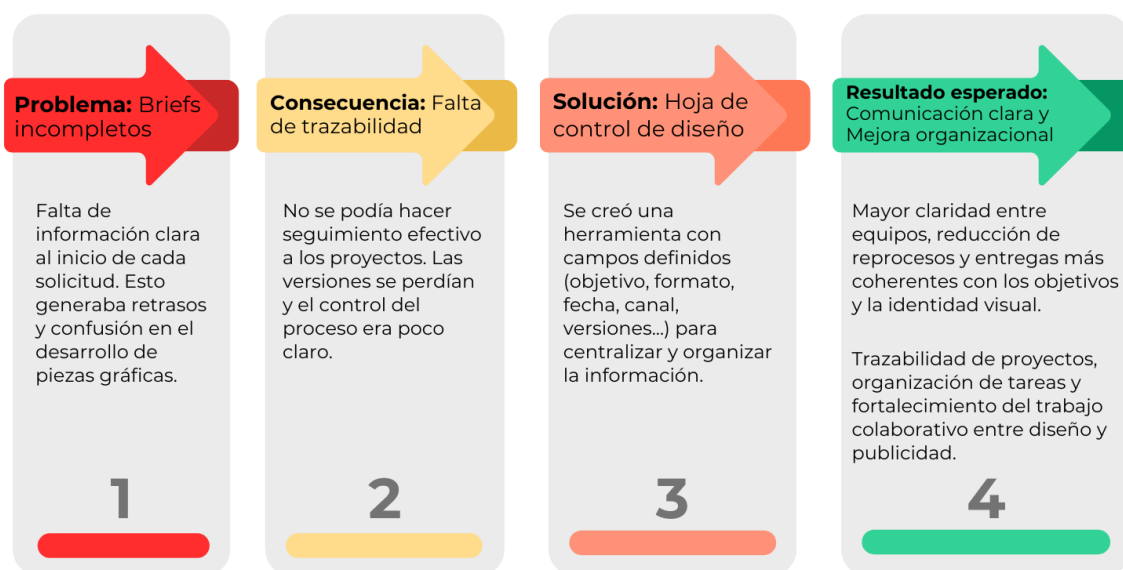 Problema: Briefs
incompletos
Falta de
información clara
al inicio de cada
solicitud. Esto
generaba retrasos
y confusión en el
desarrollo de
piezas gráficas.
1
Consecuencia: Falta
de trazabilidad
No se podía hacer
seguimiento efectivo
a los proyectos. Las
versiones se perdían
y el control del
proceso era poco
claro.
2
Solución: Hoja de
control de diseño
Se creó una
herramienta con
campos definidos
(objetivo, formato,
fecha, canal,
versiones...) para
centralizar y organizar
la información.
3
Resultado esperado:
Comunicación clara y
Mejora organizacional
Mayor claridad entre
equipos, reducción de
reprocesos y entregas más
coherentes con los objetivos
y la identidad visual.
Trazabilidad de proyectos,
organización de tareas y
fortalecimiento del trabajo
colaborativo entre diseño y
publicidad.
4